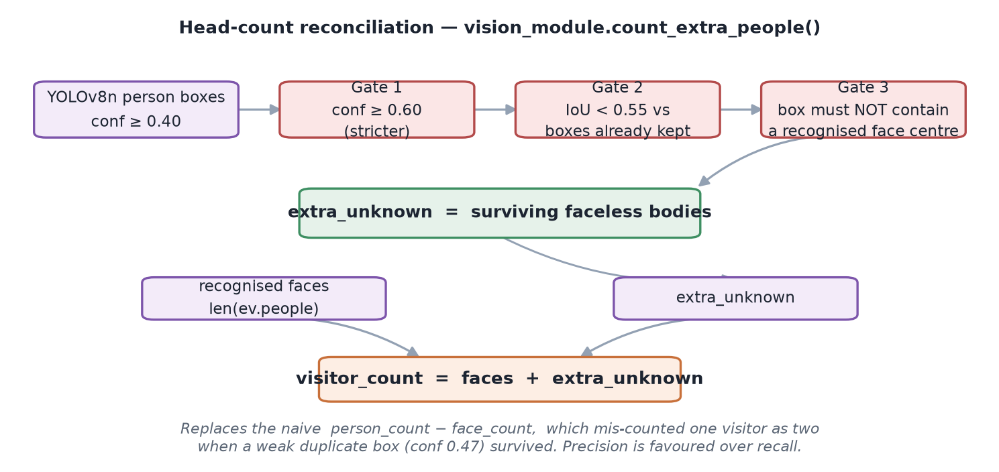 Head-count reconciliation — vision_module.count_extra_people()
YOLOv8n person boxes
conf ≥ 0.40
Gate 1
conf ≥ 0.60
(stricter)
Gate 2
IoU < 0.55 vs
boxes already kept
Gate 3
box must NOT contain
a recognised face centre
extra_unknown = surviving faceless bodies
recognised faces
len(ev.people)
extra_unknown
visitor_count = faces + extra_unknown
Replaces the naive person_count − face_count, which mis-counted one visitor as two
when a weak duplicate box (conf 0.47) survived. Precision is favoured over recall.